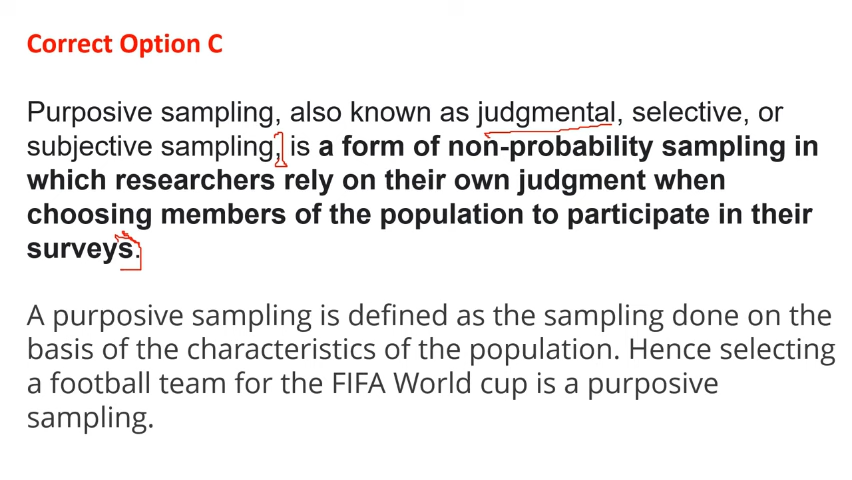 Correct Option C
Purposive sampling, also known as judgmental, selective, or
subjective sampling, is a form of non-probability sampling in
which researchers rely on their own judgment when
choosing members of the population to participate in their
surveys.
A purposive sampling is defined as the sampling done on the
basis of the characteristics of the population. Hence selecting
a football team for the FIFA World cup is a purposive
sampling.